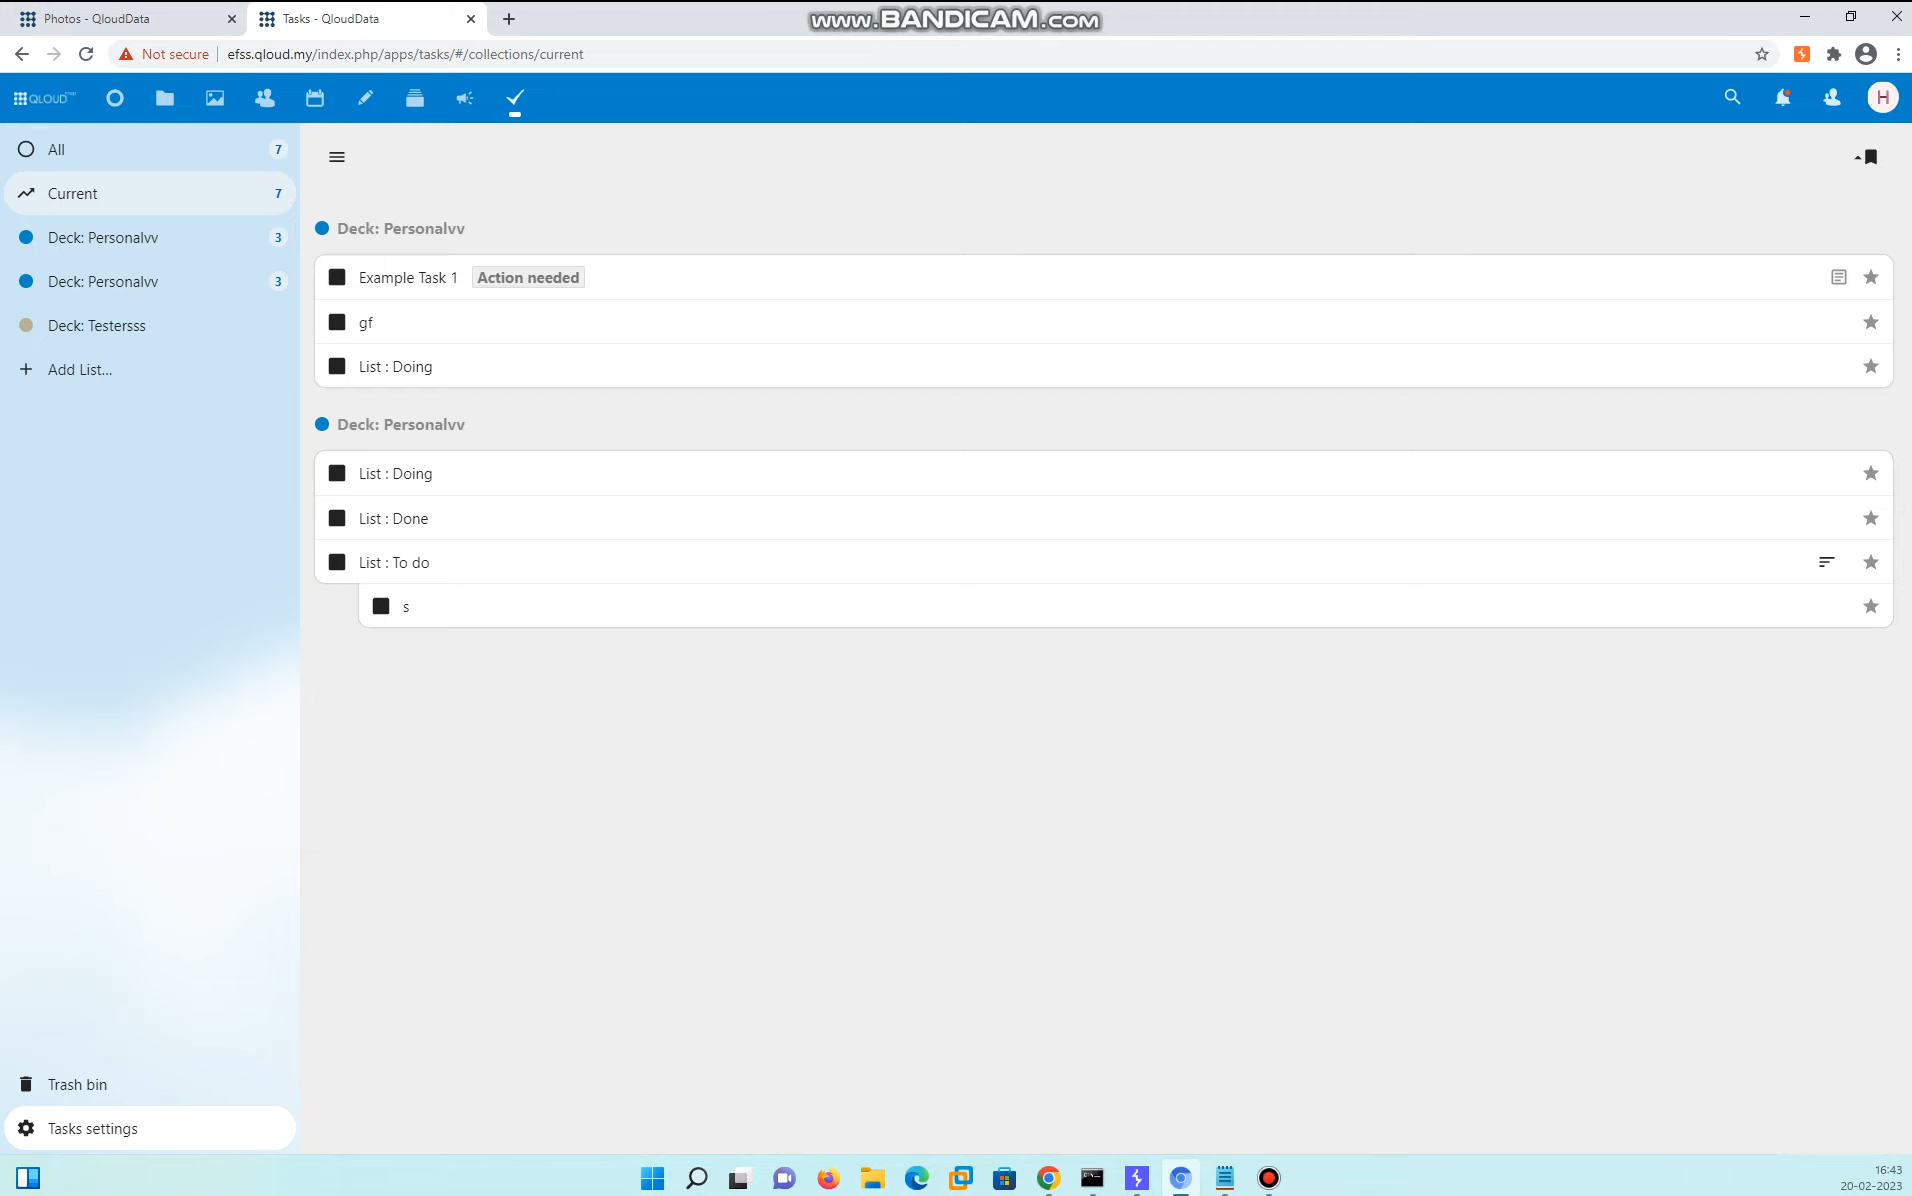 Photos - QloudData
Tasks - QloudData
www.BANDICAM.com
Not secure
efss.qloud.my/index.php/apps/tasks/#/collections/current
QLOUD
H
All 7
Current 7
Deck: Personalvv 3
Deck: Personalvv 3
Deck: Testersss
Add List...
Deck: Personalvv
Example Task 1 Action needed
gf
List : Doing
Deck: Personalvv
List : Doing
List : Done
List : To do
s
Trash bin
Tasks settings
16:43
20-02-2023